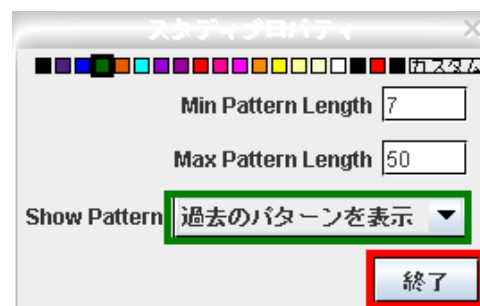 スタディプロパティ
カスタム
Min Pattern Length 7
Max Pattern Length 50
Show Pattern 過去のパターンを表示
終了